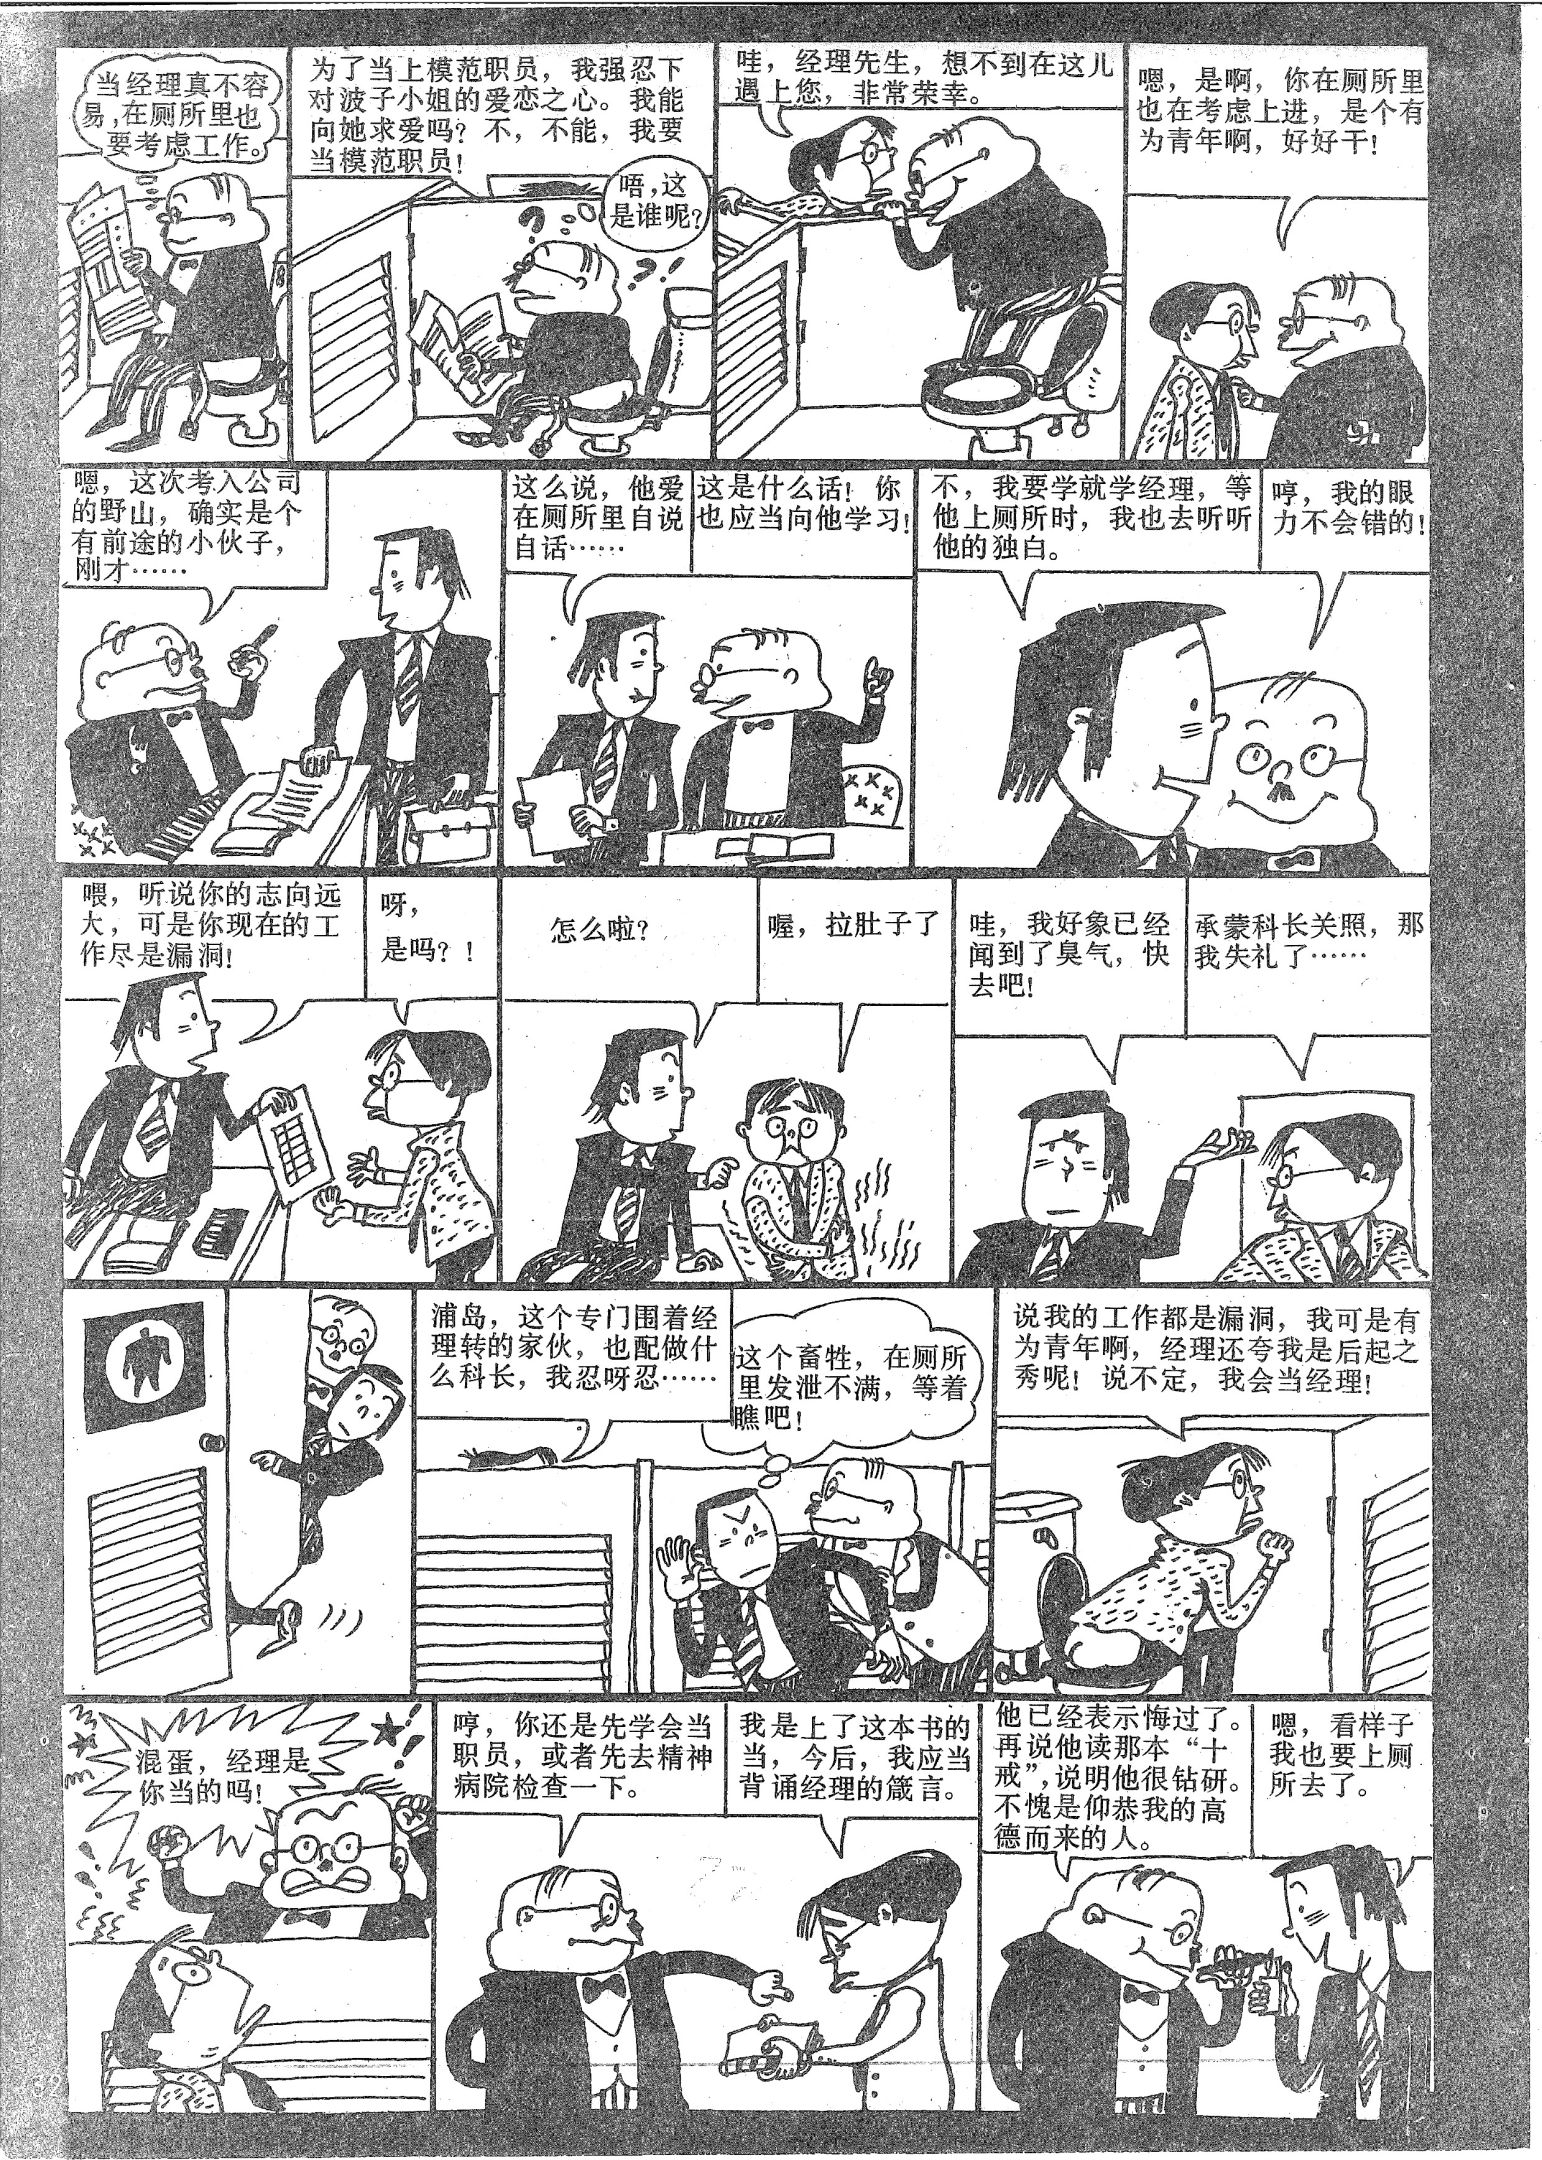 当经理真不容
易，在厕所里也
要考虑工作。
为了当上模范职员，我强忍下
对波子小姐的爱恋之心。我能
向她求爱吗？不，不能，我要
当模范职员！
唔，这
是谁呢？
?!
哇，经理先生，想不到在这儿
遇上您，非常荣幸。
嗯，是啊，你在厕所里
也在考虑上进，是个有
为青年啊，好好干！
嗯，这次考入公司
的野山，确实是个
有前途的小伙子，
刚才……
这么说，他爱
在厕所里自说
自话……
这是什么话！你
也应当向他学习！
不，我要学就学经理，等
他上厕所时，我也去听听
他的独白。
哼，我的眼
力不会错的！
喂，听说你的志向远
大，可是你现在的工
作尽是漏洞！
呀，
是吗？！
怎么啦？
喔，拉肚子了
哇，我好象已经
闻到了臭气，快
去吧！
承蒙科长关照，那
我失礼了……
浦岛，这个专门围着经
理转的家伙，也配做什
么科长，我忍呀忍……
这个畜牲，在厕所
里发泄不满，等着
瞧吧！
说我的工作都是漏洞，我可是有
为青年啊，经理还夸我是后起之
秀呢！说不定，我会当经理！
混蛋，经理是
你当的吗！
哼，你还是先学会当
职员，或者先去精神
病院检查一下。
我是上了这本书的
当，今后，我应当
背诵经理的箴言。
他已经表示悔过了。
再说他读那本“十
戒”，说明他很钻研。
不愧是仰恭我的高
德而来的人。
嗯，看样子
我也要上厕
所去了。